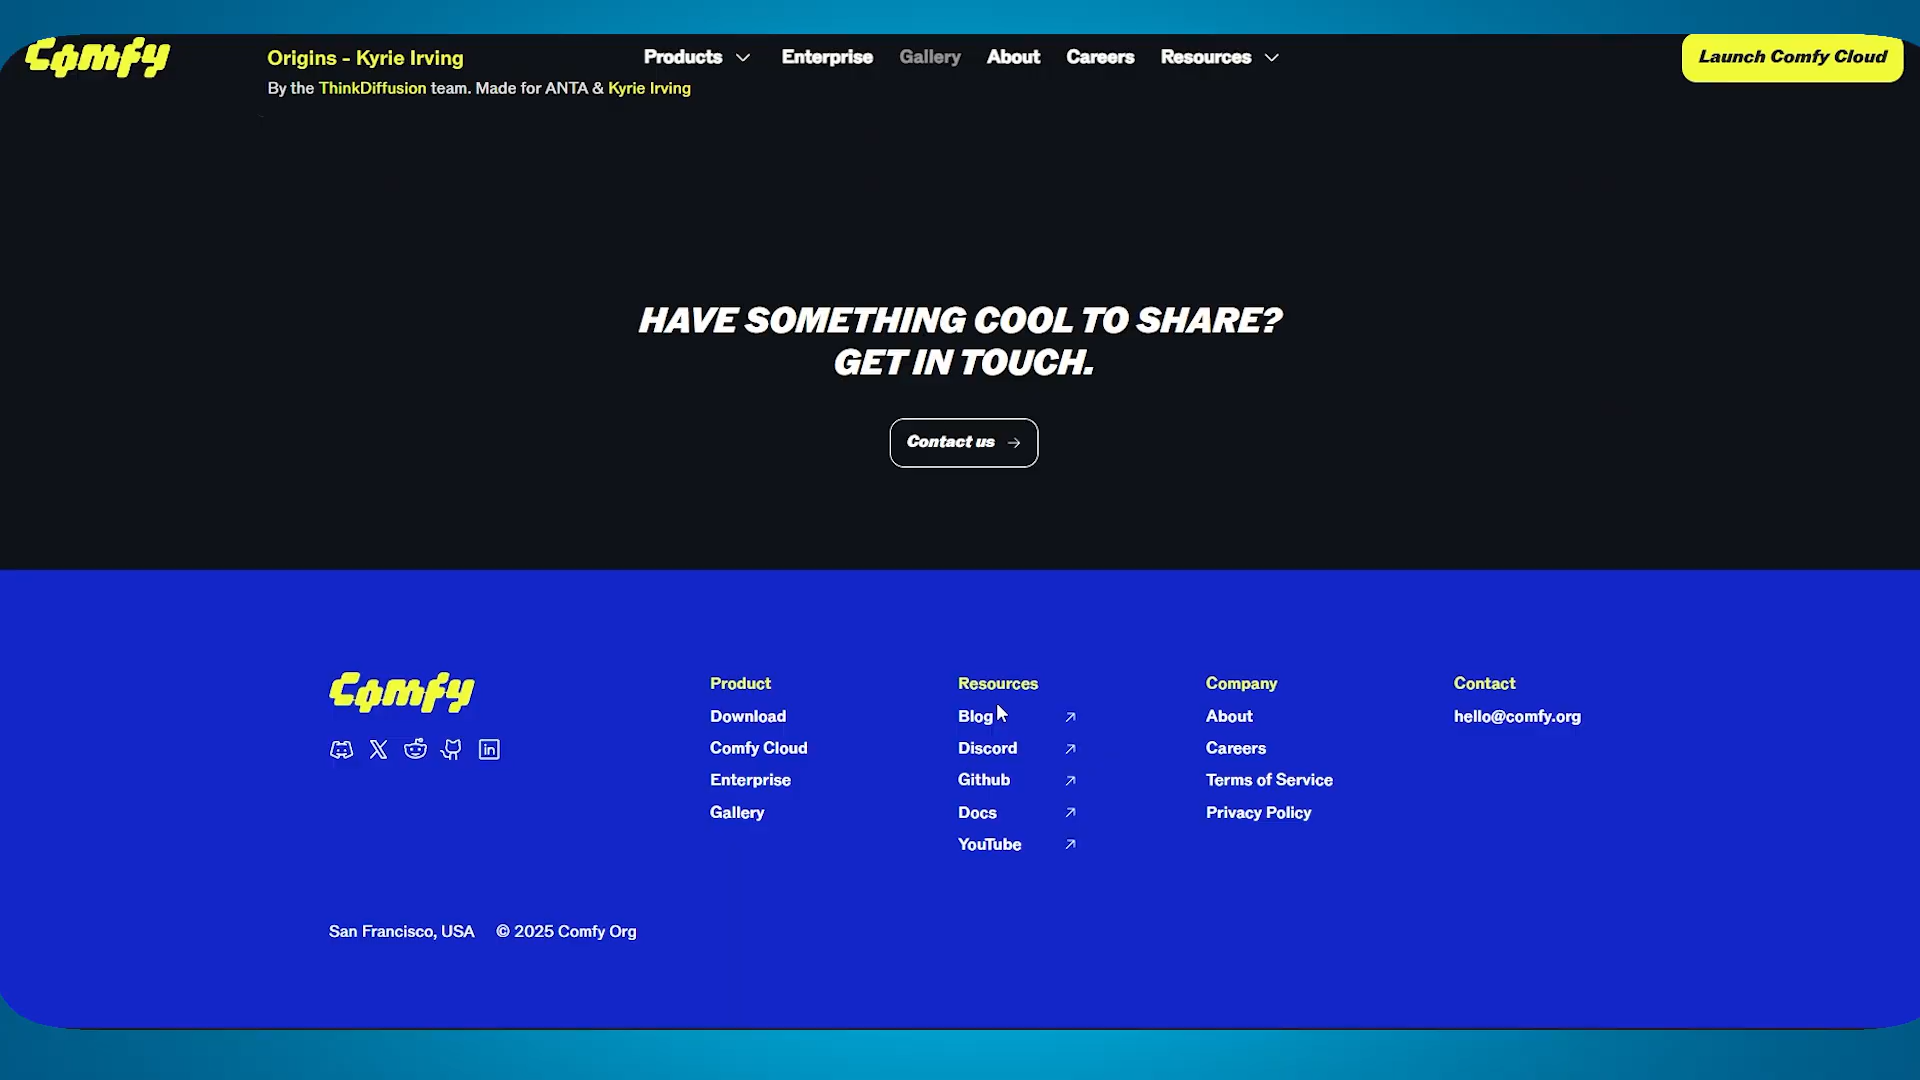 Comfy
Origins - Kyrie Irving
By the ThinkDiffusion team. Made for ANTA & Kyrie Irving
Products
Enterprise
Gallery
About
Careers
Resources
Launch Comfy Cloud
HAVE SOMETHING COOL TO SHARE?
GET IN TOUCH.
Contact us
Comfy
Product
Download
Comfy Cloud
Enterprise
Gallery
Resources
Blog
Discord
Github
Docs
YouTube
Company
About
Careers
Terms of Service
Privacy Policy
Contact
hello@comfy.org
San Francisco, USA © 2025 Comfy Org